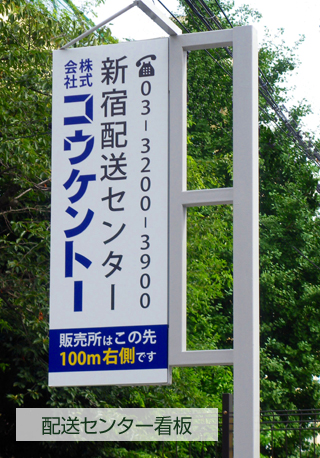 ☎03-3200-3900
新宿配送センター
株式会社
コウケントー
販売所はこの先
100m右側です
配送センター看板